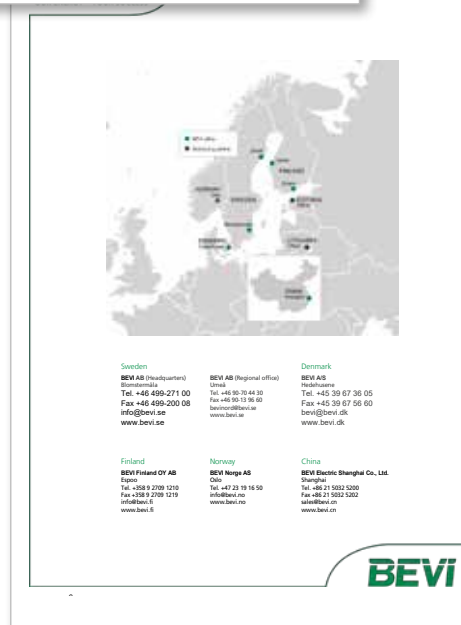 FINLAND
SWEDEN
ESTONIA
Sweden
BEVI AB (Headquarters)
Blomstermåla
Tel. +46 499-271 00
Fax +46 499-200 08
info@bevi.se
www.bevi.se
BEVI AB (Regional office)
Umeå
Tel. +46 90-70 44 30
Fax +46 90-13 96 60
bevinord@bevi.se
www.bevi.se
Denmark
BEVI A/S
Hedehusene
Tel. +45 39 67 36 05
Fax +45 39 67 56 60
bevi@bevi.dk
www.bevi.dk
Finland
BEVI Finland OY AB
Espoo
Tel. +358 9 2709 1210
Fax +358 9 2709 1219
info@bevi.fi
www.bevi.fi
Norway
BEVI Norge AS
Oslo
Tel. +47 23 19 16 50
info@bevi.no
www.bevi.no
China
BEVI Electric Shanghai Co., Ltd.
Shanghai
Tel. +86 21 5032 5200
Fax +86 21 5032 5202
sales@bevi.cn
www.bevi.cn
BEVI